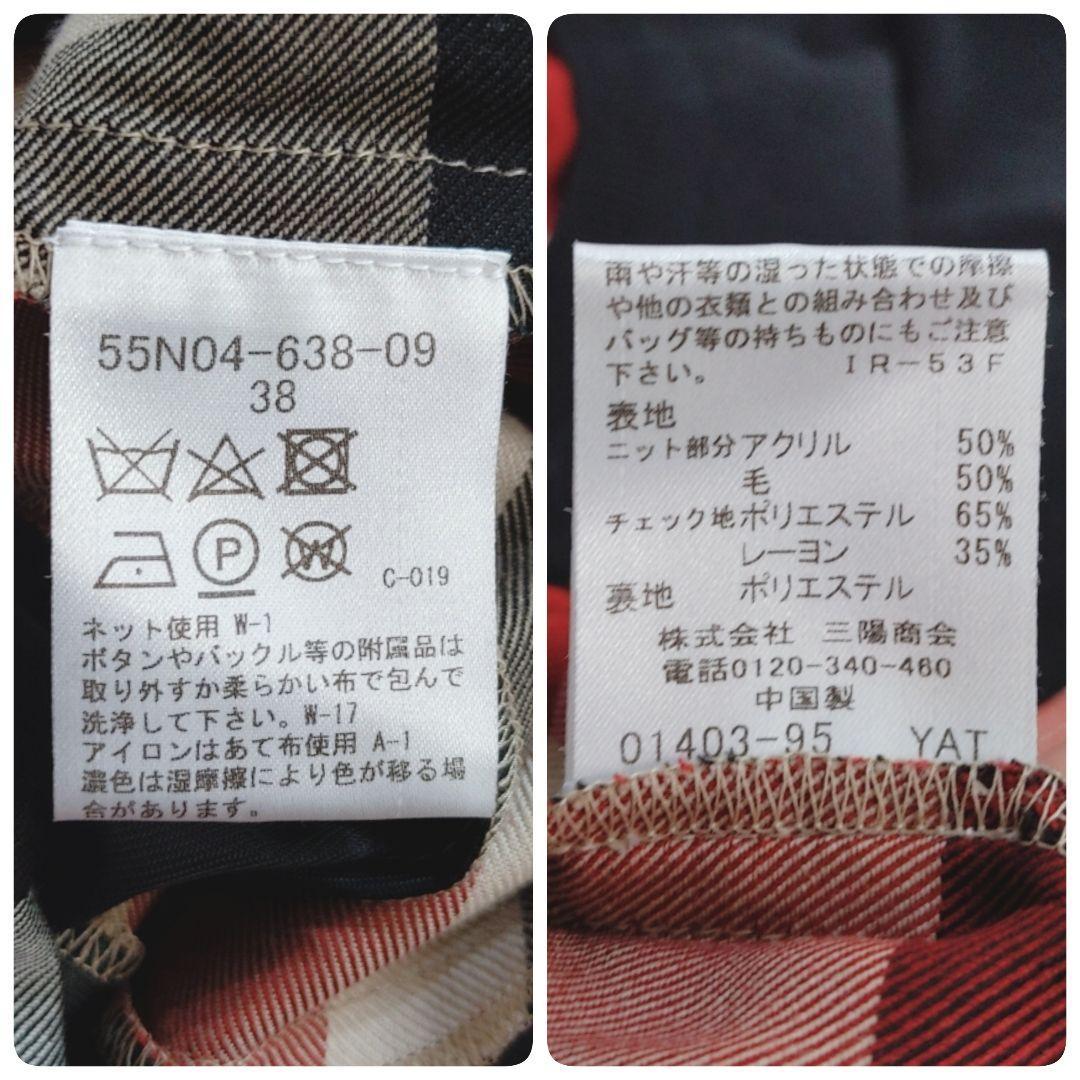 55N04-638-09
38
P
W
C-019
ネット使用 W-1
ボタンやバックル等の附属品は
取り外すか柔らかい布で包んで
洗浄して下さい。W-17
アイロンはあて布使用 A-1
濃色は湿摩擦により色が移る場
合があります。
雨や汗等の湿った状態での摩擦
や他の衣類との組み合わせ及び
バッグ等の持ちものにもご注意
下さい。 IR-53F
表地
ニット部分 アクリル 50%
毛 50%
チェック地 ポリエステル 65%
レーヨン 35%
裏地 ポリエステル
株式会社 三陽商会
電話0120-340-460
中国製
01403-95 YAT